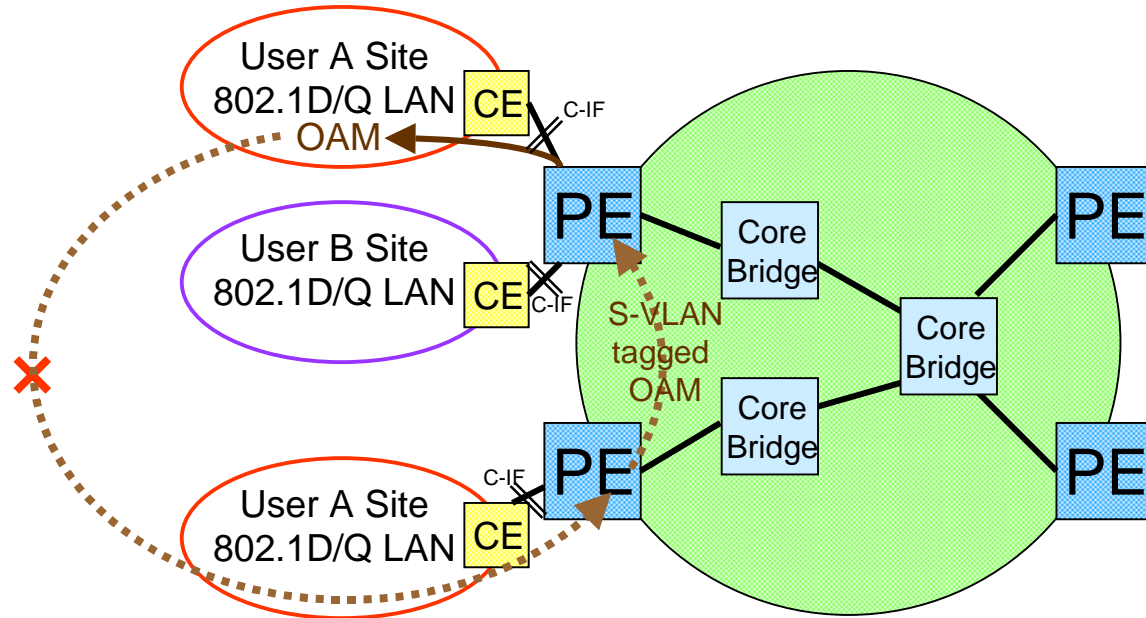 User A Site
802.1D/Q LAN
OAM
CE
C-IF
PE
PE
User B Site
802.1D/Q LAN
CE
C-IF
Core
Bridge
S-VLAN
tagged
OAM
Core
Bridge
Core
Bridge
User A Site
802.1D/Q LAN
C-IF
CE
PE
PE